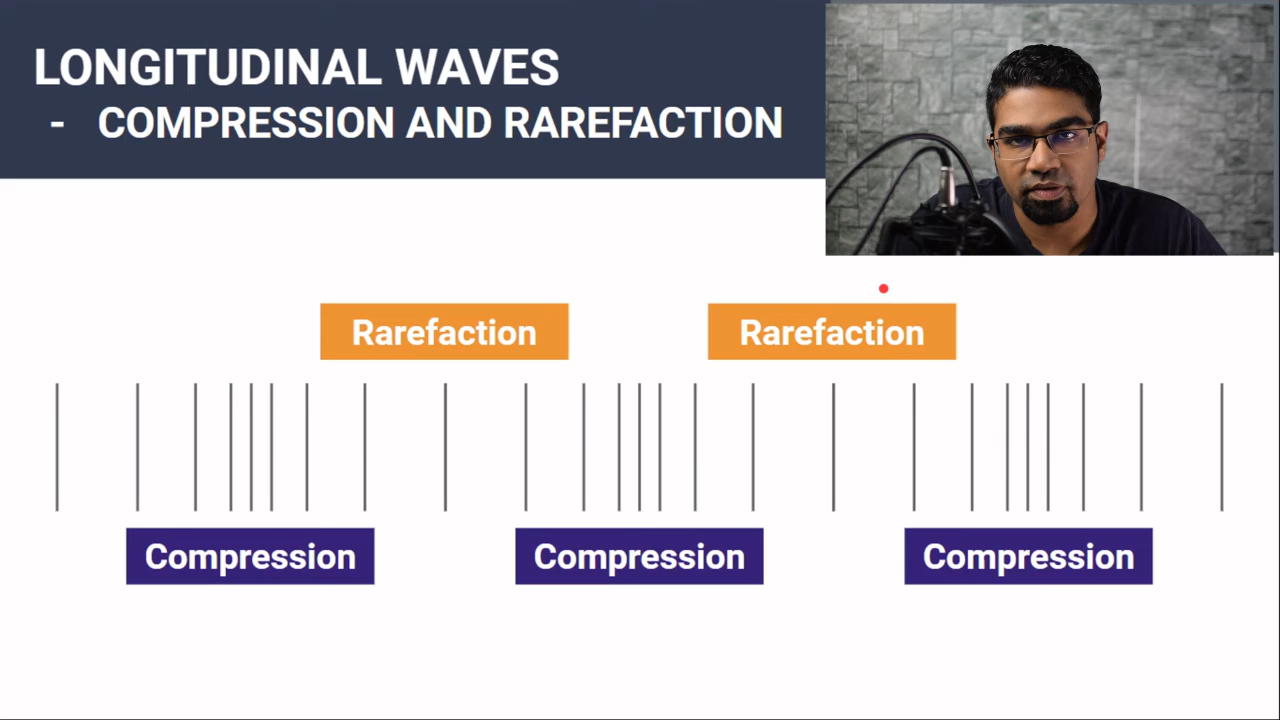 LONGITUDINAL WAVES
- COMPRESSION AND RAREFACTION
Rarefaction Rarefaction
Compression Compression Compression